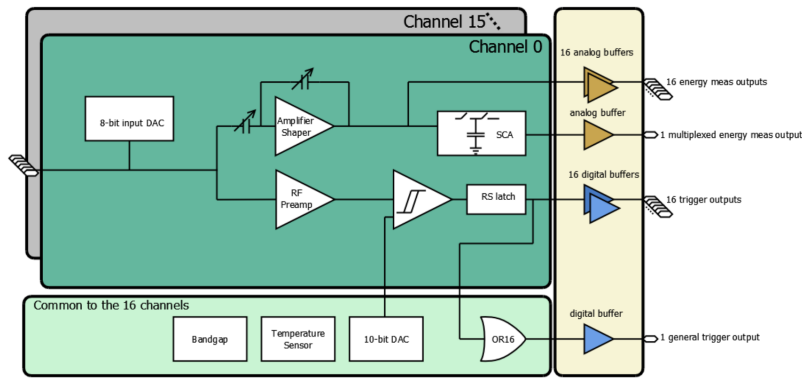 Channel 15
Channel 0
16 analog buffers
16 energy meas outputs
8-bit input DAC
Amplifier
Shaper
SCA
analog buffer
1 multiplexed energy meas output
RF
Preamp
RS latch
16 digital buffers
16 trigger outputs
Common to the 16 channels
Bandgap
Temperature
Sensor
10-bit DAC
OR16
digital buffer
1 general trigger output